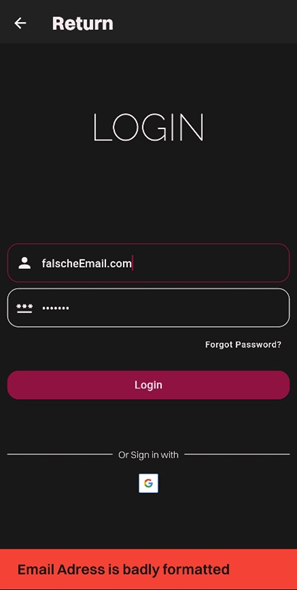 Return
LOGIN
falscheEmail.com
•••••••
Forgot Password?
Login
Or Sign in with
G
Email Adress is badly formatted